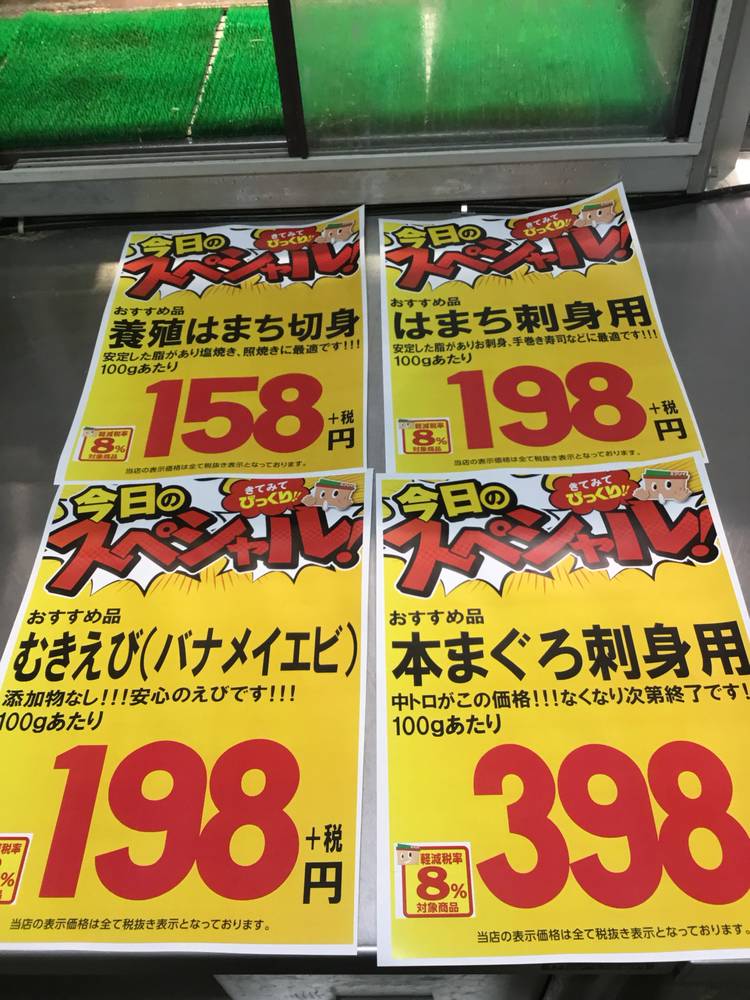 今日の
きてみて
びっくり!!
スペシャル!
おすすめ品
養殖はまち切身
安定した脂があり塩焼き、照焼きに最適です!!!
100gあたり
158
+税
円
軽減税率
8%
対象商品
当店の表示価格は全て税抜き表示となっております。
今日の
きてみて
びっくり!!
スペシャル!
おすすめ品
はまち刺身用
安定した脂がありお刺身、手巻き寿司などに最適です!!!
100gあたり
198
+税
円
軽減税率
8%
対象商品
当店の表示価格は全て税抜き表示となっております。
今日の
きてみて
びっくり!!
スペシャル!
おすすめ品
むきえび(バナメイエビ)
添加物なし!!!安心のえびです!!!
100gあたり
198
+税
円
税率
%
当店の表示価格は全て税抜き表示となっております。
今日の
きてみて
びっくり!!
スペシャル!
おすすめ品
本まぐろ刺身用
中トロがこの価格!!!なくなり次第終了です!
100gあたり
398
軽減税率
8%
対象商品
当店の表示価格は全て税抜き表示となっております。